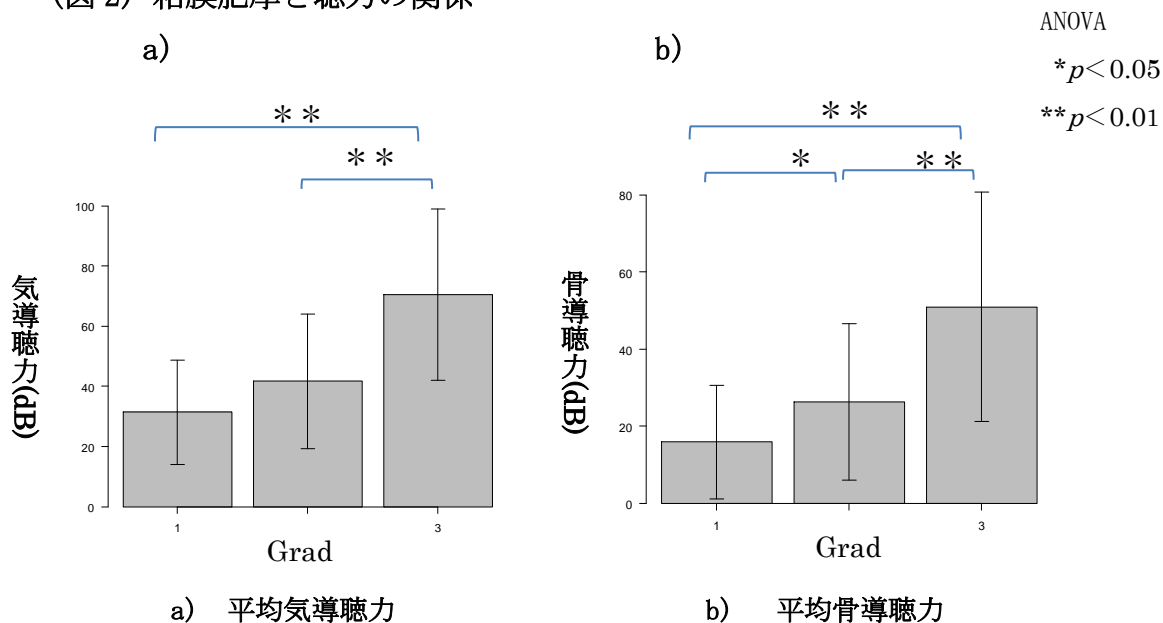 (図 2) 粘膜肥厚と聴力の関係
ANOVA
*p＜0.05
**p＜0.01
a)
＊＊
＊＊
100
80
60
40
20
0
気導聴力(dB)
1
3
Grad
a) 平均気導聴力
b)
＊＊
＊
＊＊
80
60
40
20
0
骨導聴力(dB)
1
3
Grad
b) 平均骨導聴力